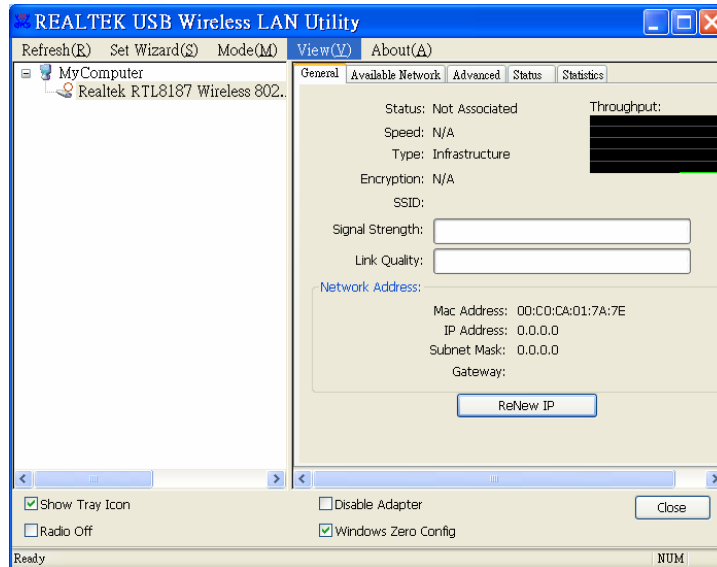 REALTEK USB Wireless LAN Utility
Refresh(R) Set Wizard(S) Mode(M) View(V) About(A)
MyComputer
Realtek RTL8187 Wireless 802..
General Available Network Advanced Status Statistics
Status: Not Associated
Throughput:
Speed: N/A
Type: Infrastructure
Encryption: N/A
SSID:
Signal Strength:
Link Quality:
Network Address:
Mac Address: 00:C0:CA:01:7A:7E
IP Address: 0.0.0.0
Subnet Mask: 0.0.0.0
Gateway:
ReNew IP
Show Tray Icon
Disable Adapter
Close
Radio Off
Windows Zero Config
Ready
NUM